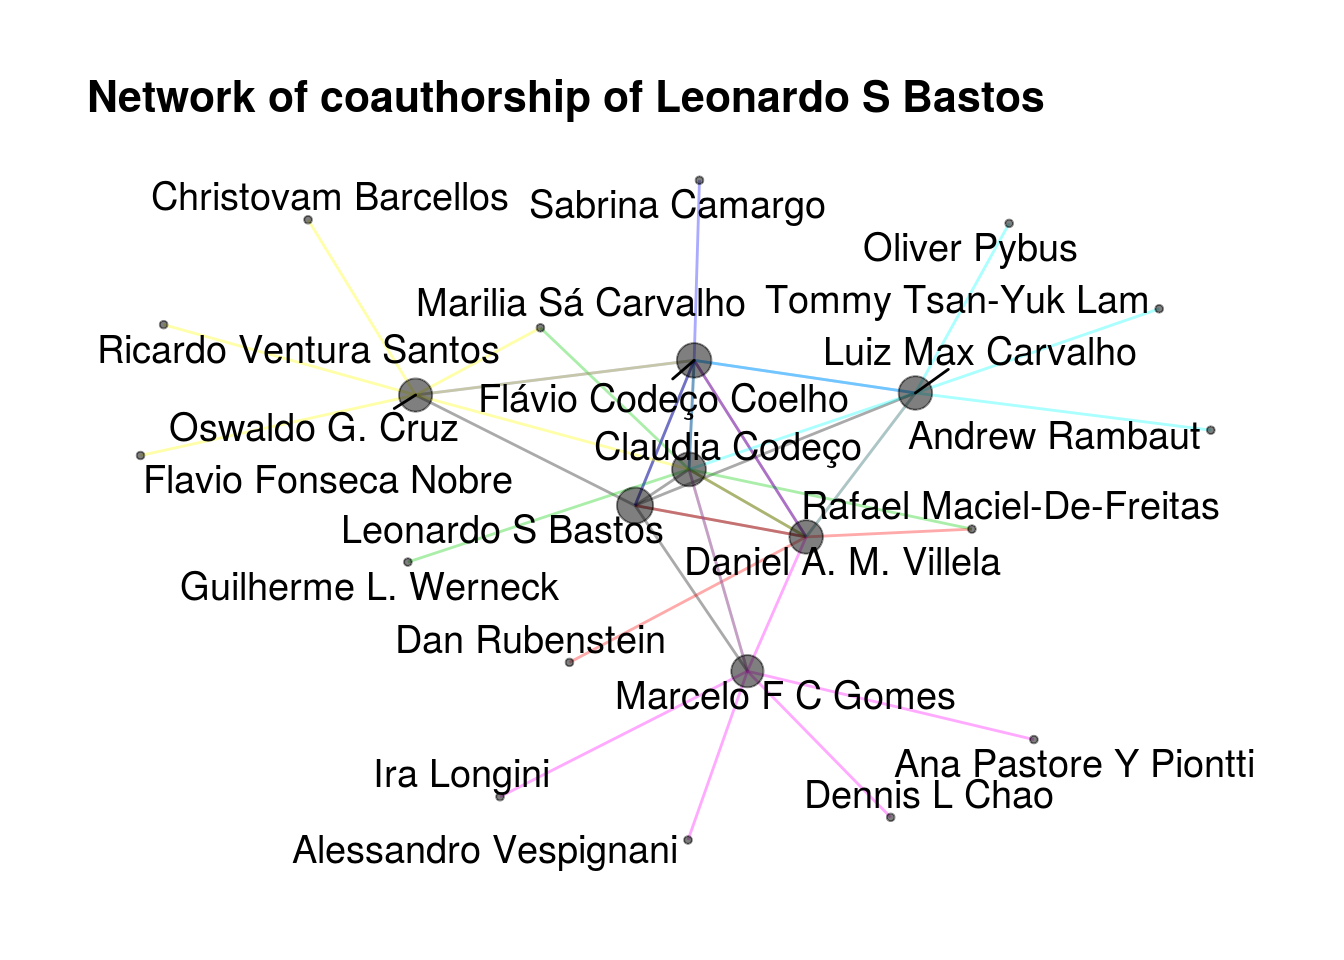 Network of coauthorship of Leonardo S Bastos
Christovam Barcellos
Sabrina Camargo
Oliver Pybus
Marilia Sá Carvalho
Tommy Tsan-Yuk Lam
Ricardo Ventura Santos
Luiz Max Carvalho
Flávio Codeço Coelho
Oswaldo G. Cruz
Andrew Rambaut
Claudia Codeço
Flavio Fonseca Nobre
Rafael Maciel-De-Freitas
Leonardo S Bastos
Daniel A. M. Villela
Guilherme L. Werneck
Dan Rubenstein
Marcelo F C Gomes
Ira Longini
Ana Pastore Y Piontti
Dennis L Chao
Alessandro Vespignani